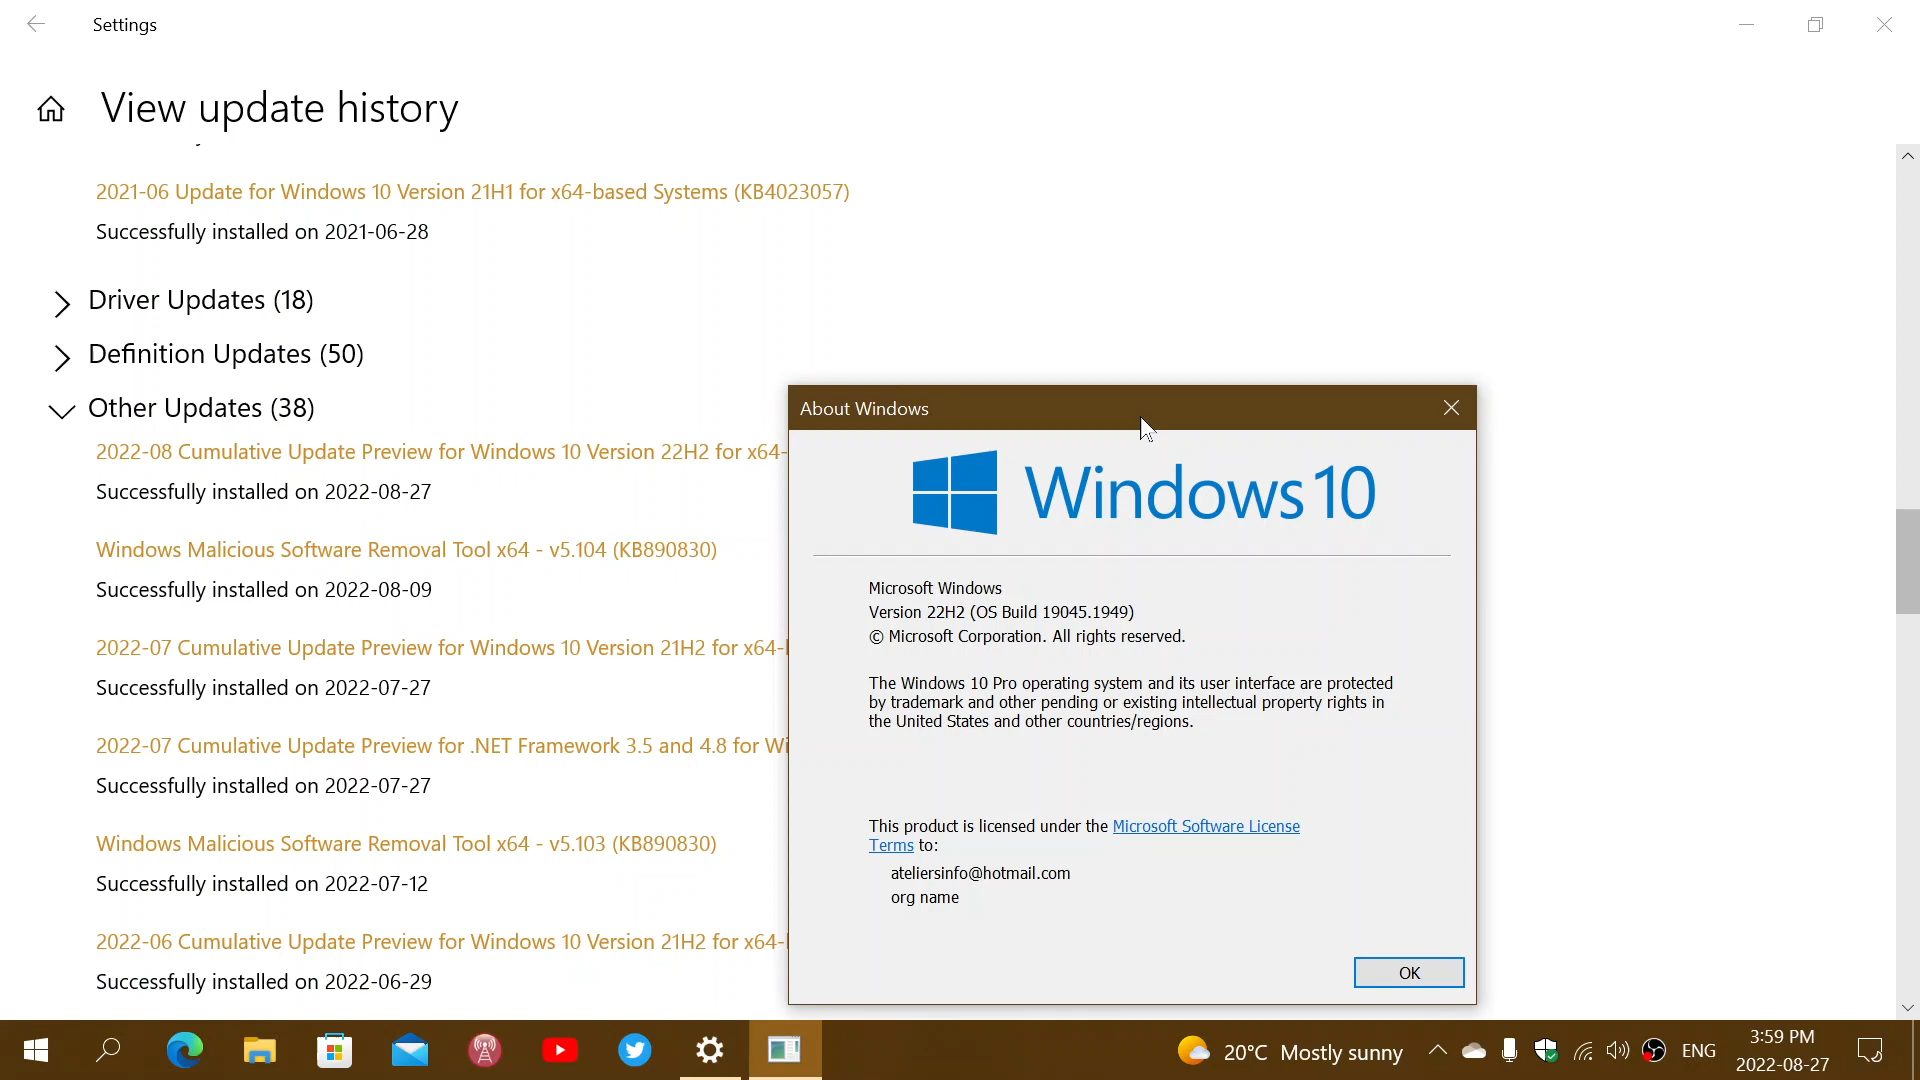 Settings
View update history
2021-06 Update for Windows 10 Version 21H1 for x64-based Systems (KB4023057)
Successfully installed on 2021-06-28
Driver Updates (18)
Definition Updates (50)
Other Updates (38)
2022-08 Cumulative Update Preview for Windows 10 Version 22H2 for x64-
Successfully installed on 2022-08-27
Windows Malicious Software Removal Tool x64 - v5.104 (KB890830)
Successfully installed on 2022-08-09
2022-07 Cumulative Update Preview for Windows 10 Version 21H2 for x64-
Successfully installed on 2022-07-27
2022-07 Cumulative Update Preview for .NET Framework 3.5 and 4.8 for Wi
Successfully installed on 2022-07-27
Windows Malicious Software Removal Tool x64 - v5.103 (KB890830)
Successfully installed on 2022-07-12
2022-06 Cumulative Update Preview for Windows 10 Version 21H2 for x64-
Successfully installed on 2022-06-29
About Windows
Windows 10
Microsoft Windows
Version 22H2 (OS Build 19045.1949)
© Microsoft Corporation. All rights reserved.
The Windows 10 Pro operating system and its user interface are protected
by trademark and other pending or existing intellectual property rights in
the United States and other countries/regions.
This product is licensed under the Microsoft Software License
Terms to:
ateliersinfo@hotmail.com
org name
OK
20°C Mostly sunny
ENG
3:59 PM
2022-08-27